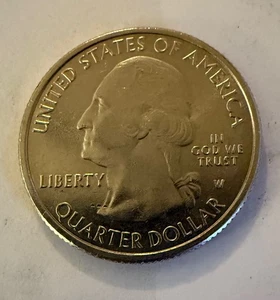 UNITED STATES OF AMERICA
IN
GOD WE
TRUST
LIBERTY
W
QUARTER DOLLAR